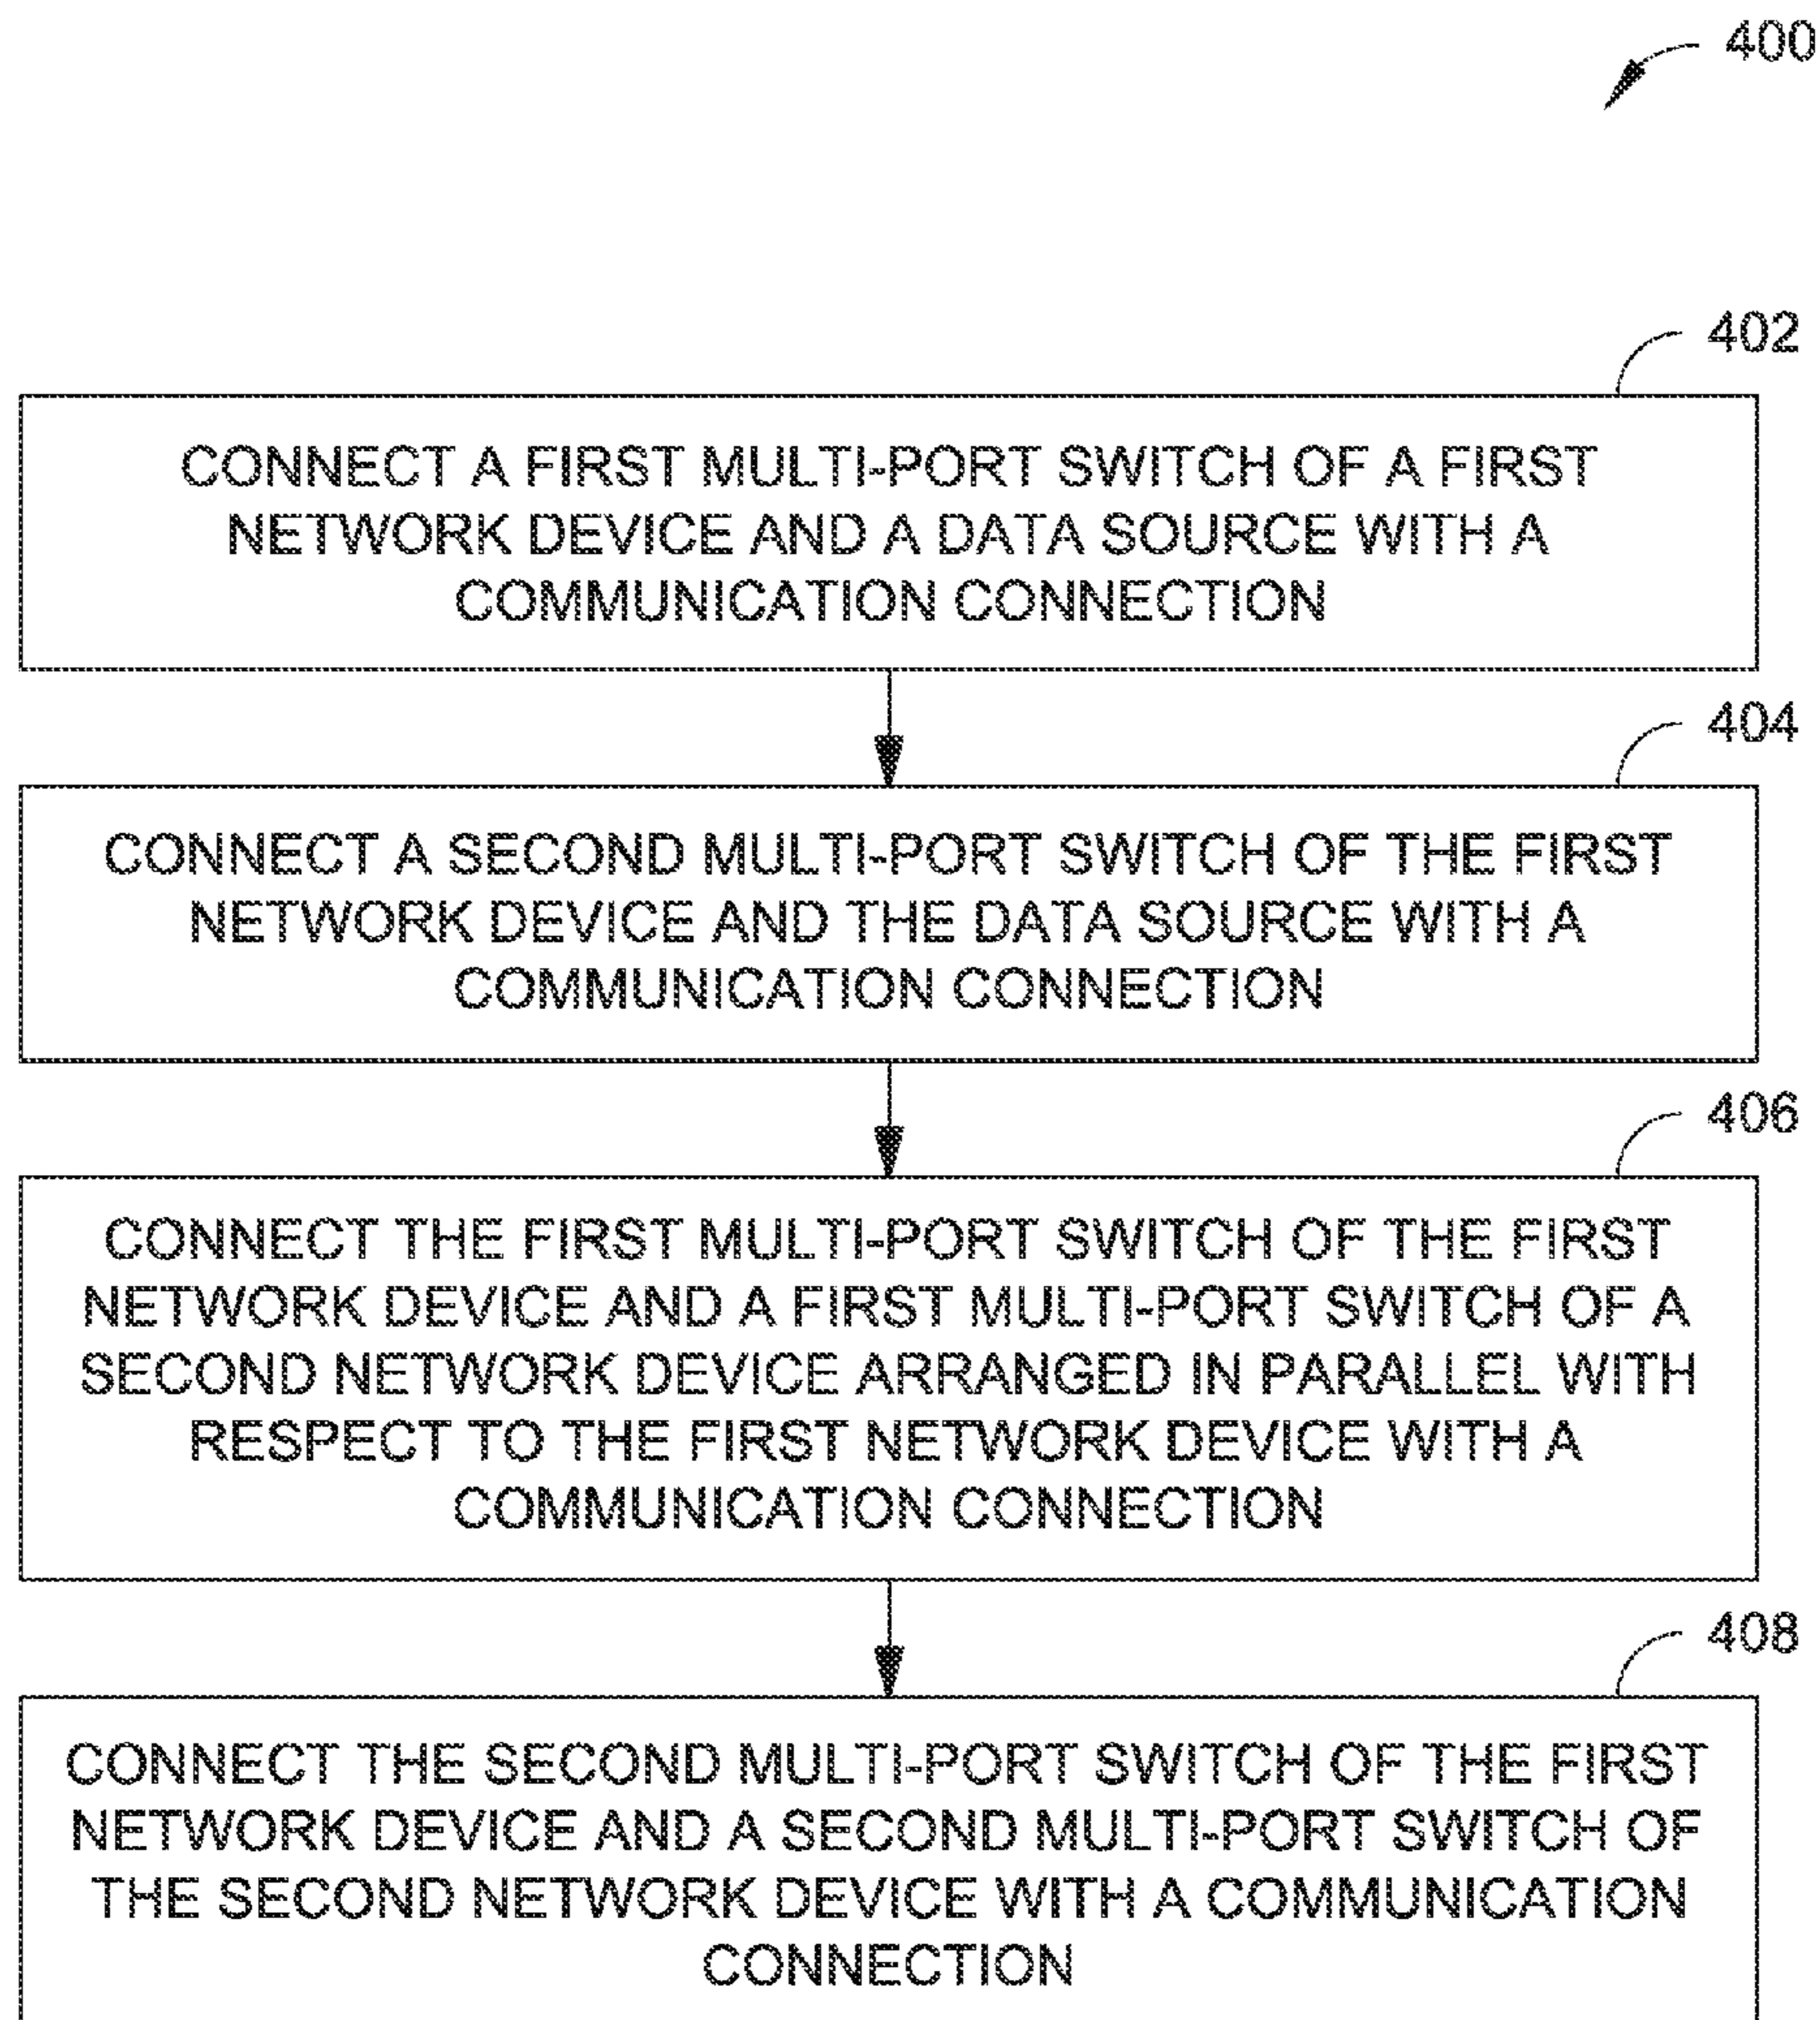 400
402
CONNECT A FIRST MULTI-PORT SWITCH OF A FIRST
NETWORK DEVICE AND A DATA SOURCE WITH A
COMMUNICATION CONNECTION
404
CONNECT A SECOND MULTI-PORT SWITCH OF THE FIRST
NETWORK DEVICE AND THE DATA SOURCE WITH A
COMMUNICATION CONNECTION
406
CONNECT THE FIRST MULTI-PORT SWITCH OF THE FIRST
NETWORK DEVICE AND A FIRST MULTI-PORT SWITCH OF A
SECOND NETWORK DEVICE ARRANGED IN PARALLEL WITH
RESPECT TO THE FIRST NETWORK DEVICE WITH A
COMMUNICATION CONNECTION
408
CONNECT THE SECOND MULTI-PORT SWITCH OF THE FIRST
NETWORK DEVICE AND A SECOND MULTI-PORT SWITCH OF
THE SECOND NETWORK DEVICE WITH A COMMUNICATION
CONNECTION